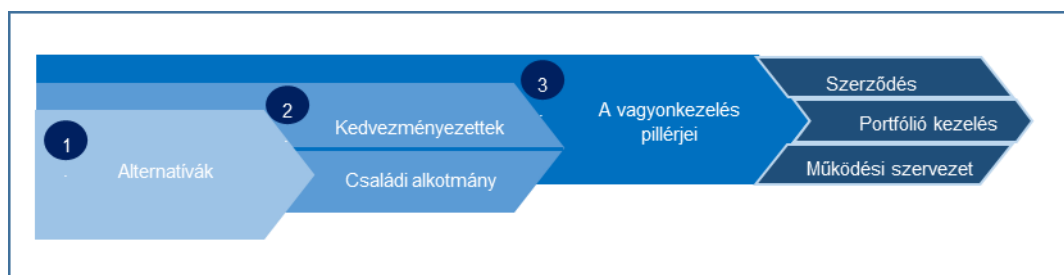 1
Alternatívák
2
Kedvezményezettek
Családi alkotmány
3
A vagyonkezelés
pillérjei
Szerződés
Portfólió kezelés
Működési szervezet